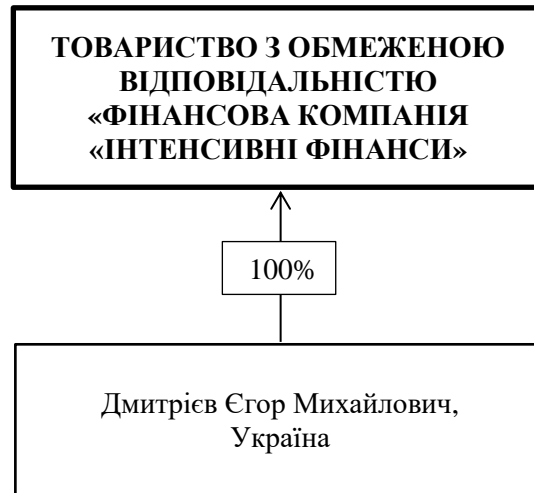 ТОВАРИСТВО З ОБМЕЖЕНОЮ
ВІДПОВІДАЛЬНІСТЮ
«ФІНАНСОВА КОМПАНІЯ
«ІНТЕНСИВНІ ФІНАНСИ»
100%
Дмитрієв Єгор Михайлович,
Україна